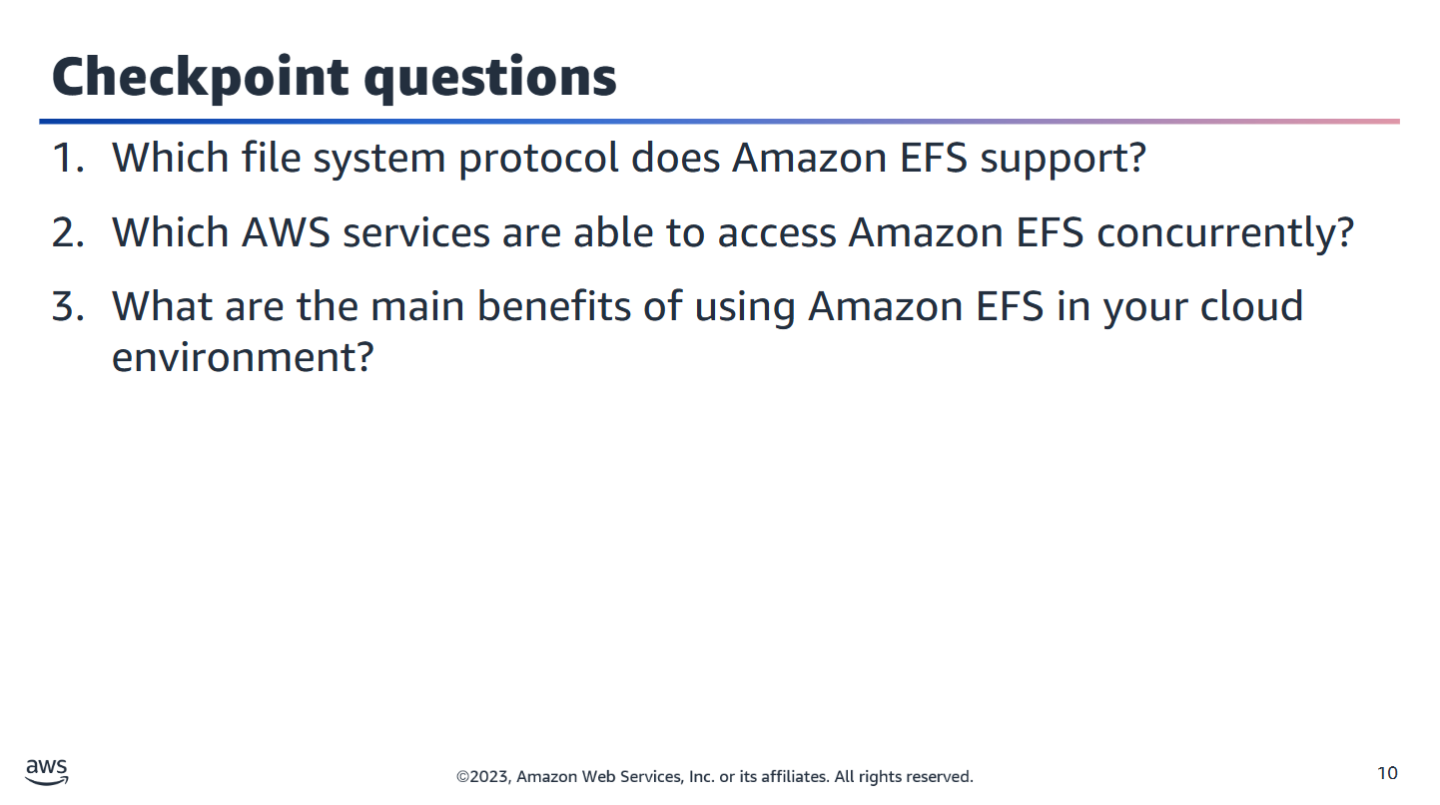 Checkpoint questions
1. Which file system protocol does Amazon EFS support?
2. Which AWS services are able to access Amazon EFS concurrently?
3. What are the main benefits of using Amazon EFS in your cloud
environment?
aws
©2023, Amazon Web Services, Inc. or its affiliates. All rights reserved.
10